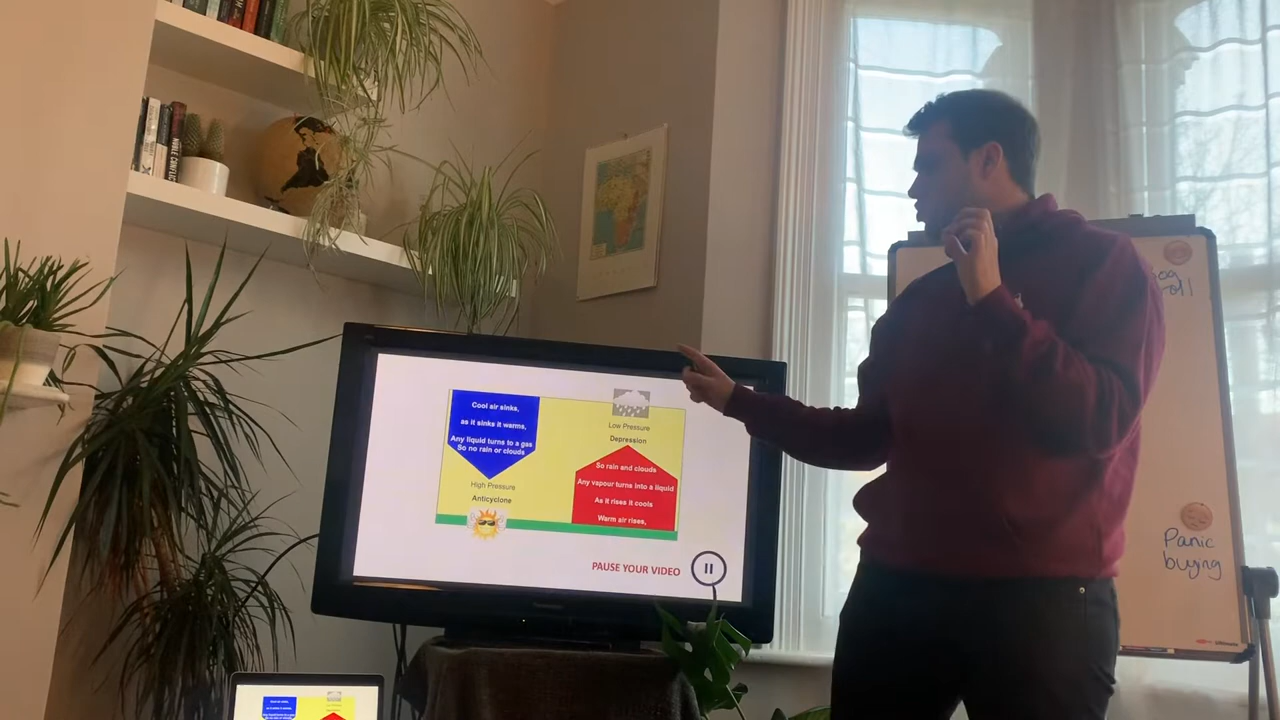 NOBLE CONFLICT
Cool air sinks,
as it sinks it warms,
Any liquid turns to a gas
So no rain or clouds
High Pressure
Anticyclone
Low Pressure
Depression
So rain and clouds
Any vapour turns into a liquid
As it rises it cools
Warm air rises,
PAUSE YOUR VIDEO
Panic
buying